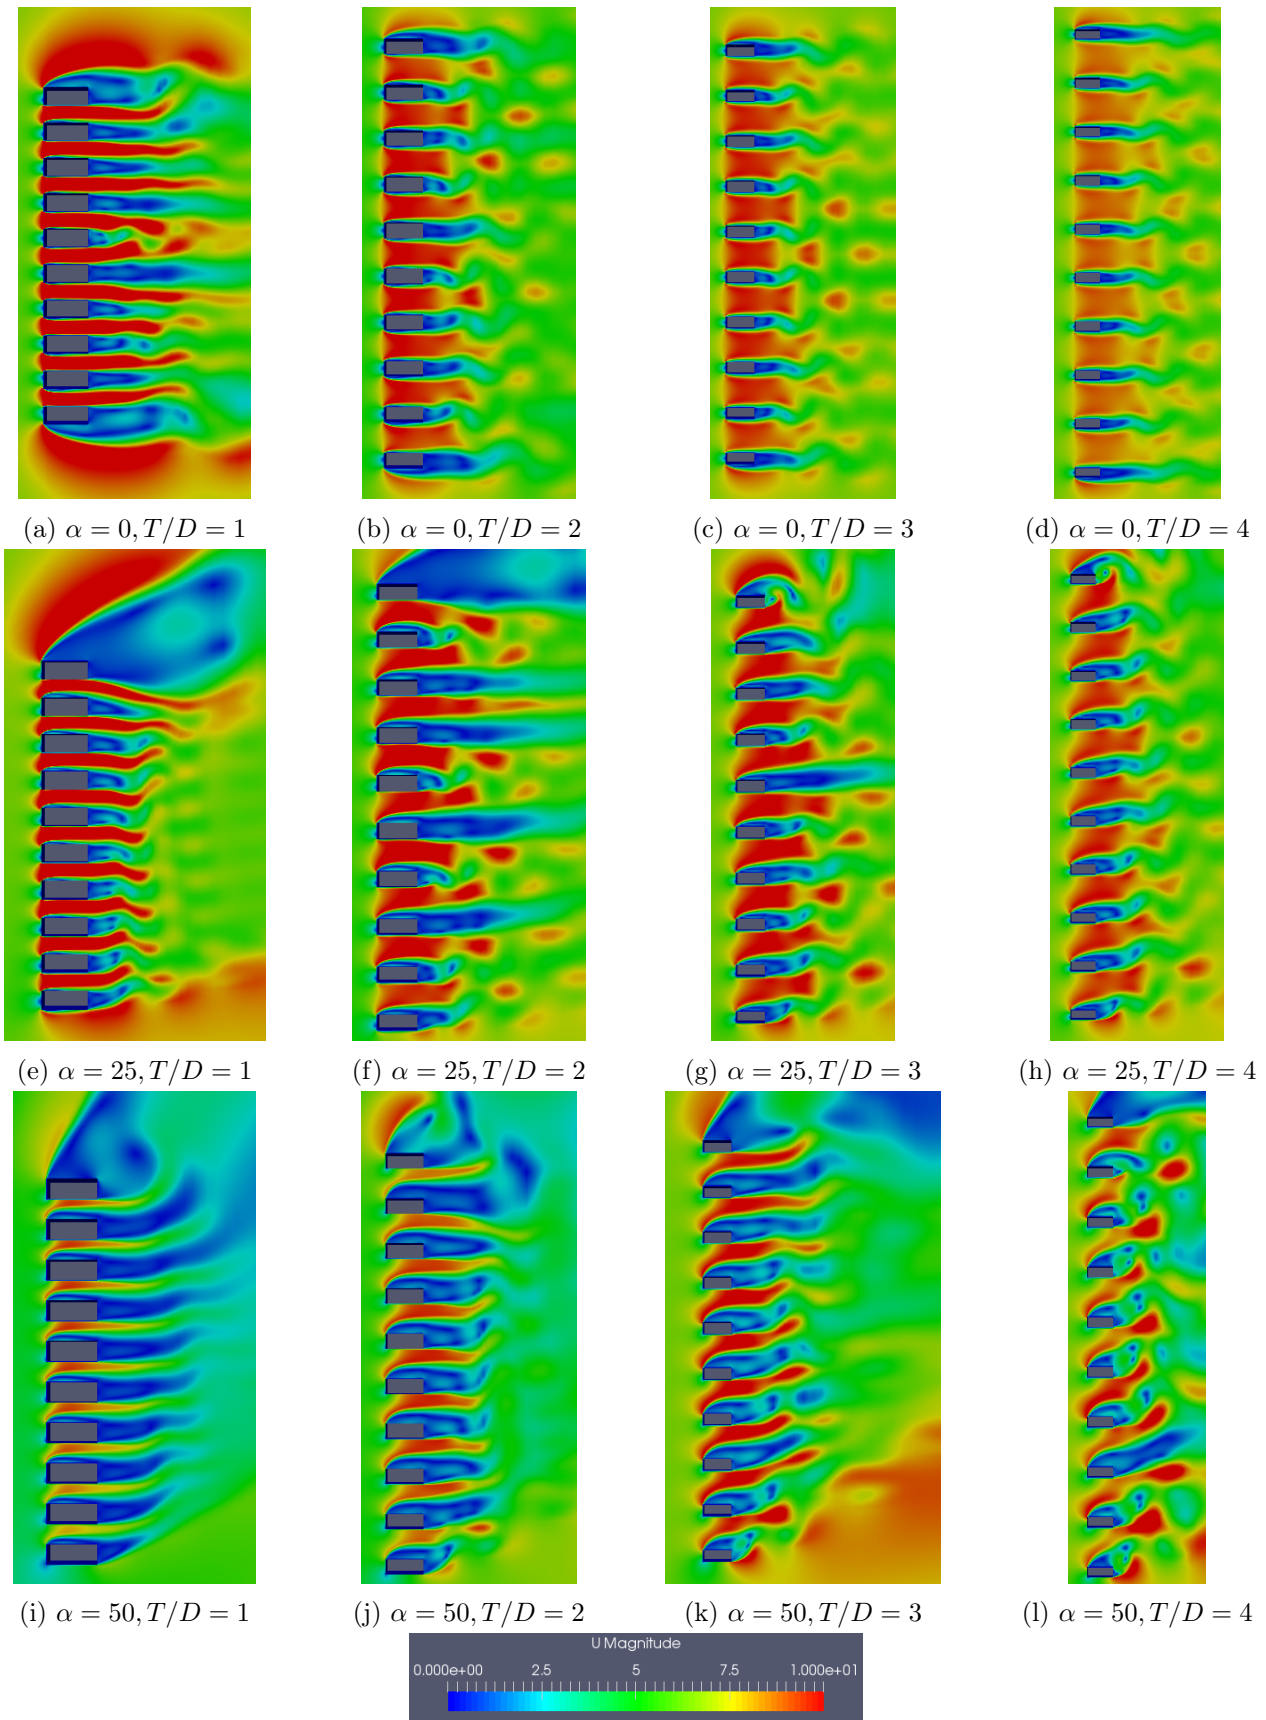 (a) α = 0, T/D = 1
(b) α = 0, T/D = 2
(c) α = 0, T/D = 3
(d) α = 0, T/D = 4
(e) α = 25, T/D = 1
(f) α = 25, T/D = 2
(g) α = 25, T/D = 3
(h) α = 25, T/D = 4
(i) α = 50, T/D = 1
(j) α = 50, T/D = 2
(k) α = 50, T/D = 3
(l) α = 50, T/D = 4
U Magnitude
0.000e+00 2.5 5 7.5 1.000e+01